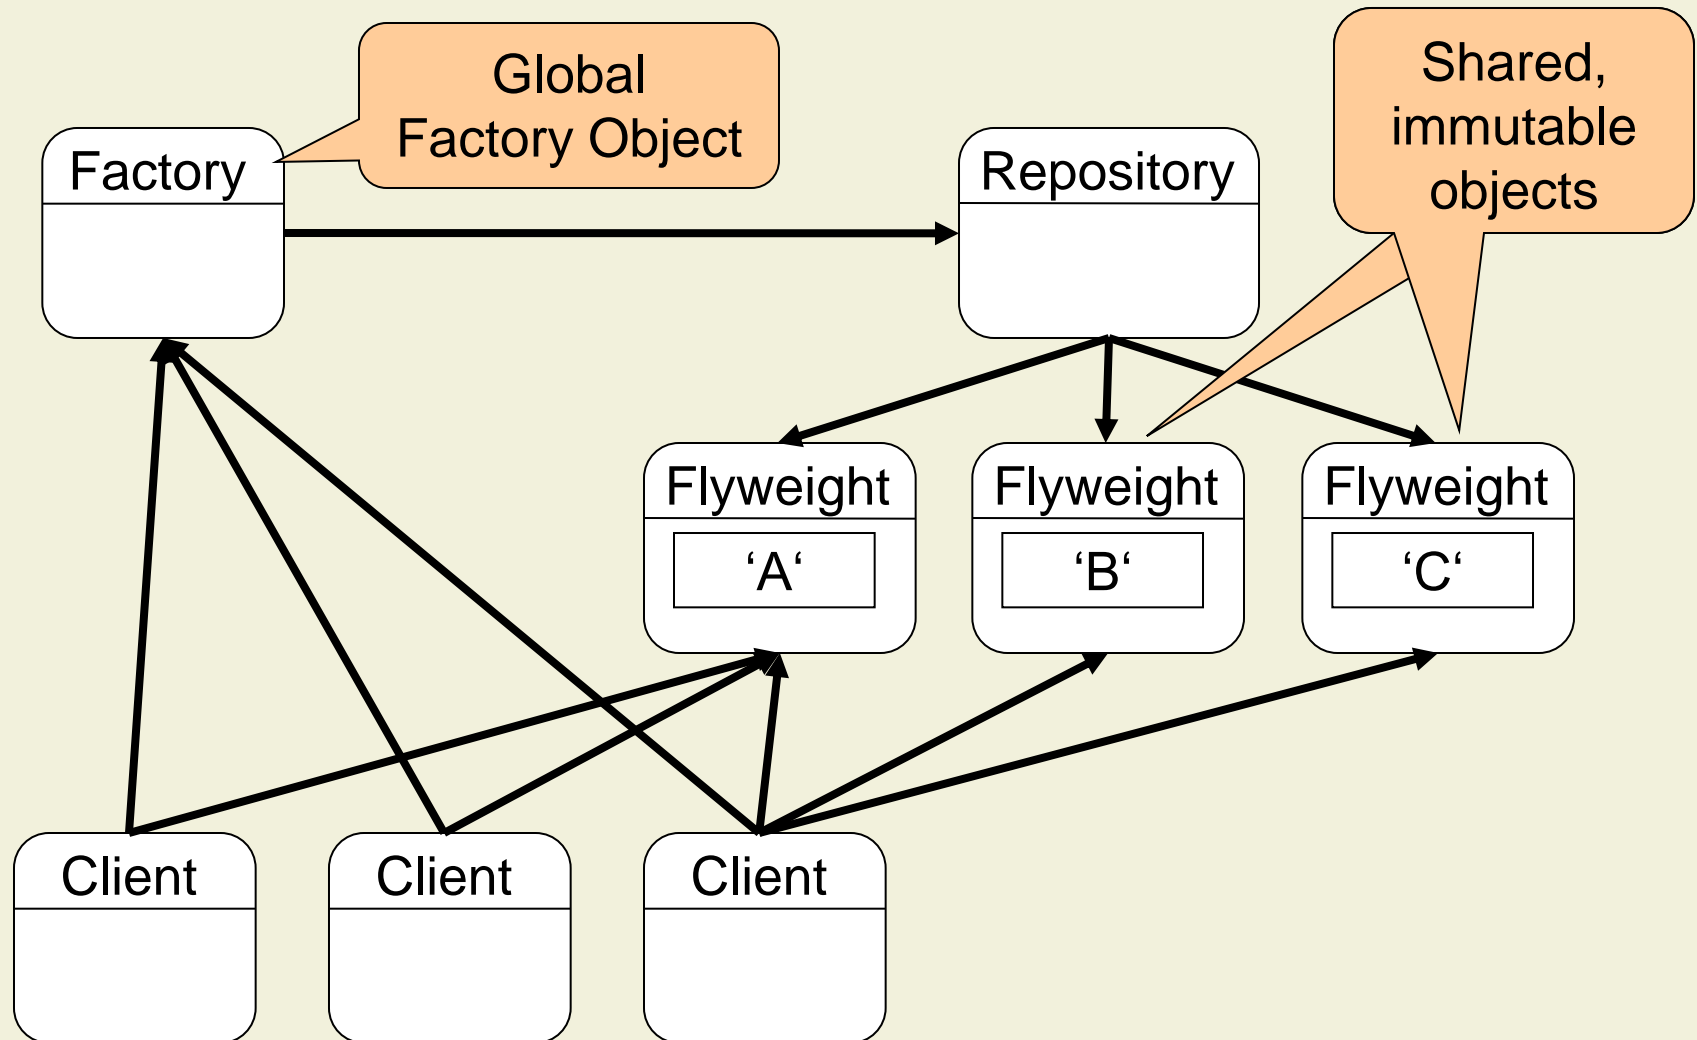 Global
Factory Object
Shared,
immutable
objects
Factory
Repository
Flyweight
Flyweight
Flyweight
‘A‘
‘B‘
‘C‘
Client
Client
Client